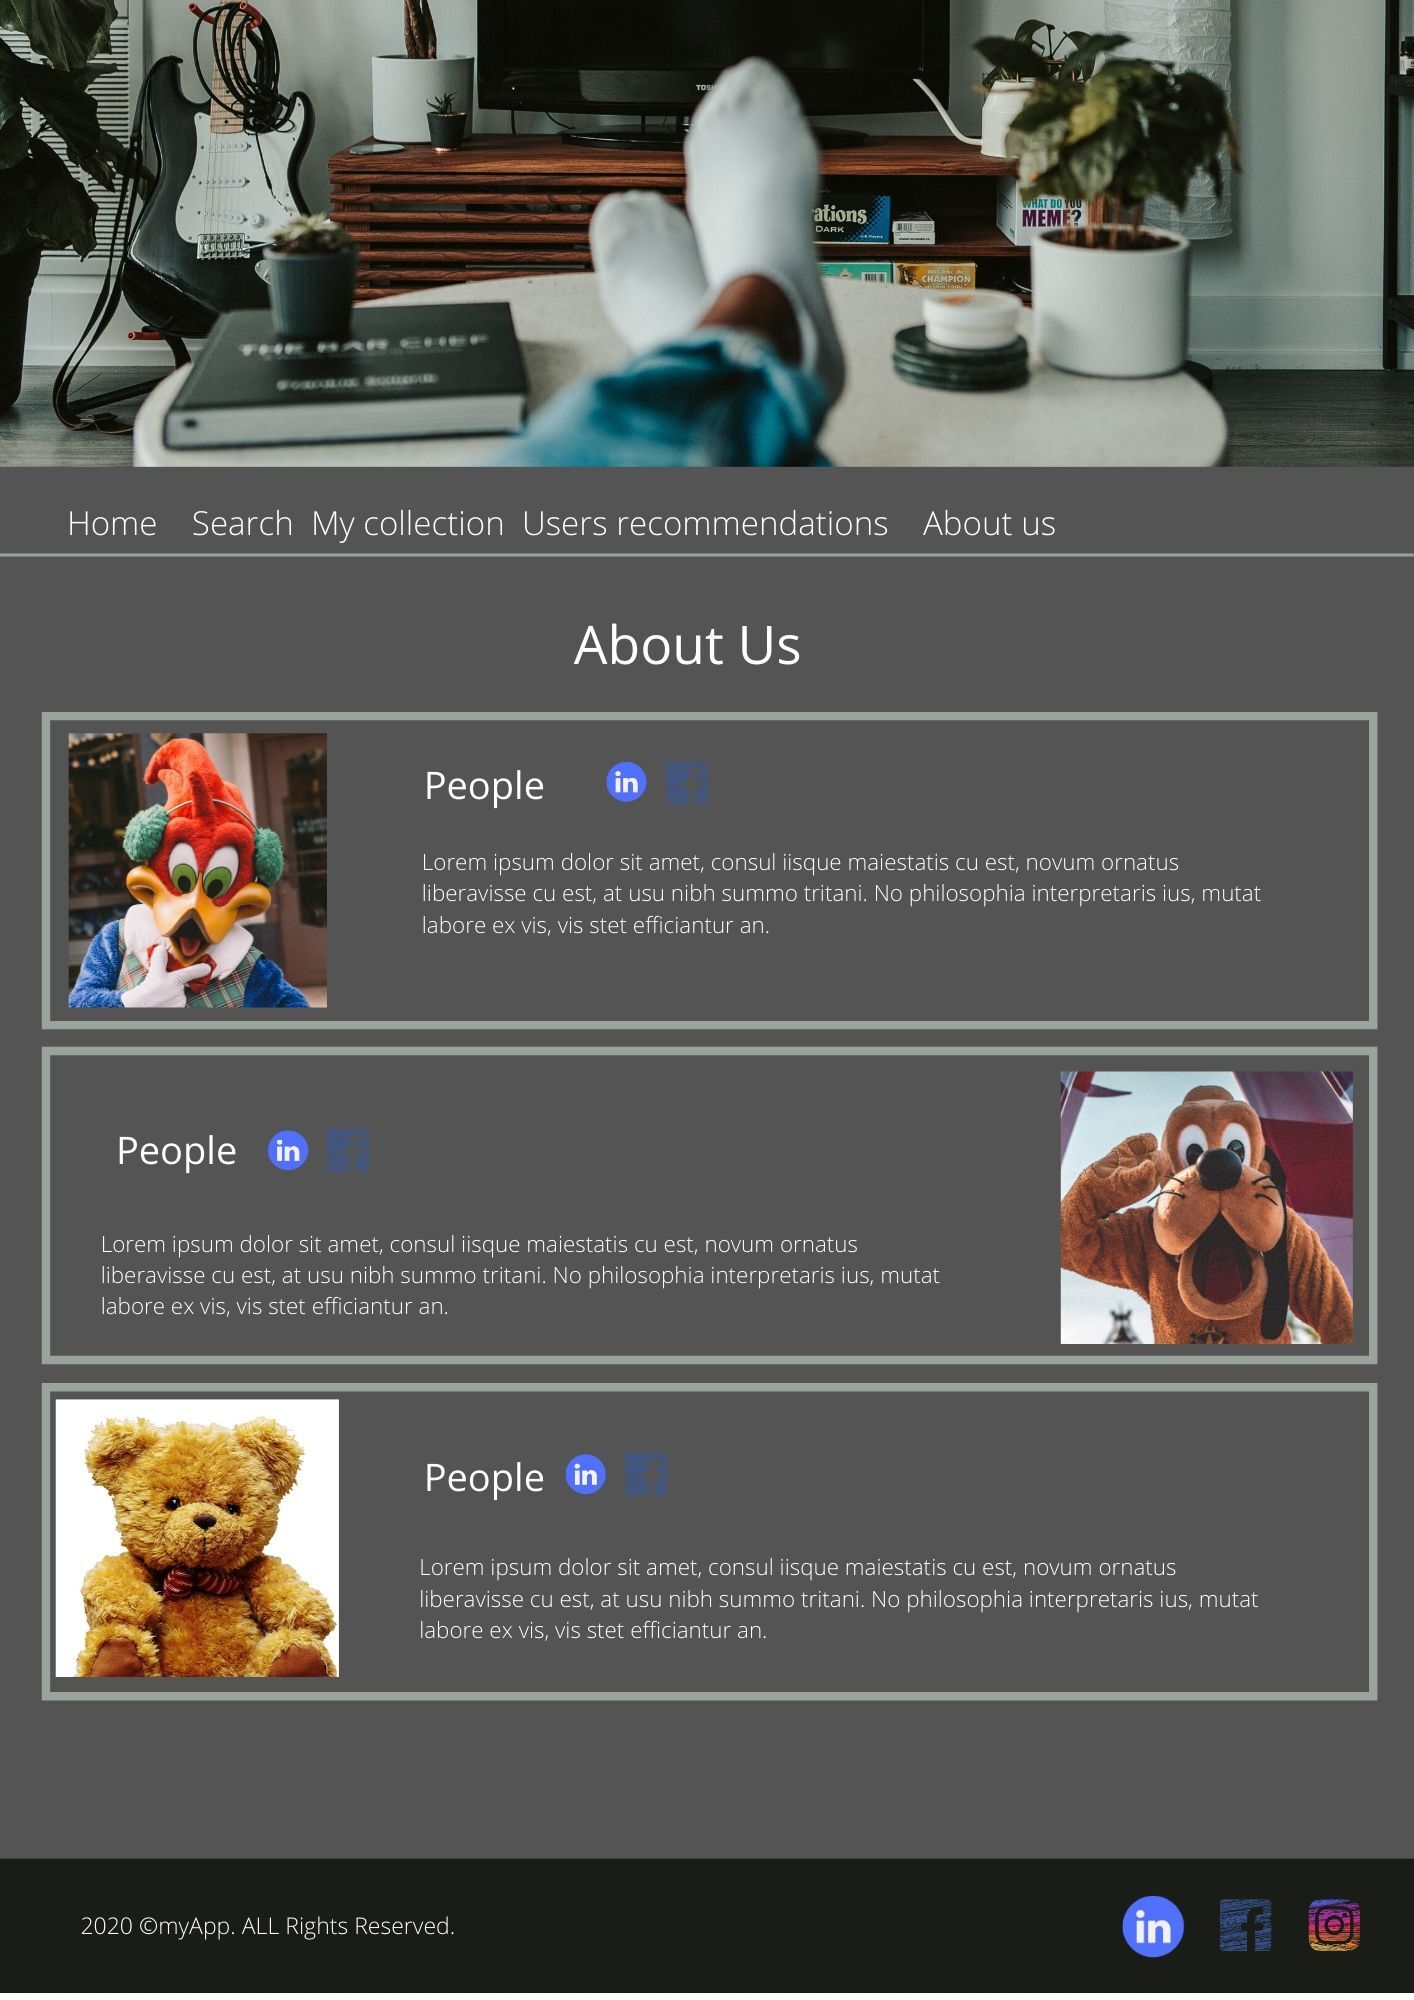 THE BAR CHEF
DARK
WHAT DO YOU
MEME?
CHAMPION
Home Search My collection Users recommendations About us
About Us
People in
Lorem ipsum dolor sit amet, consul iisque maiestatis cu est, novum ornatus
liberavisse cu est, at usu nibh summo tritani. No philosophia interpretaris ius, mutat
labore ex vis, vis stet efficiantur an.
People in
Lorem ipsum dolor sit amet, consul iisque maiestatis cu est, novum ornatus
liberavisse cu est, at usu nibh summo tritani. No philosophia interpretaris ius, mutat
labore ex vis, vis stet efficiantur an.
People in
Lorem ipsum dolor sit amet, consul iisque maiestatis cu est, novum ornatus
liberavisse cu est, at usu nibh summo tritani. No philosophia interpretaris ius, mutat
labore ex vis, vis stet efficiantur an.
2020 ©myApp. ALL Rights Reserved. in f